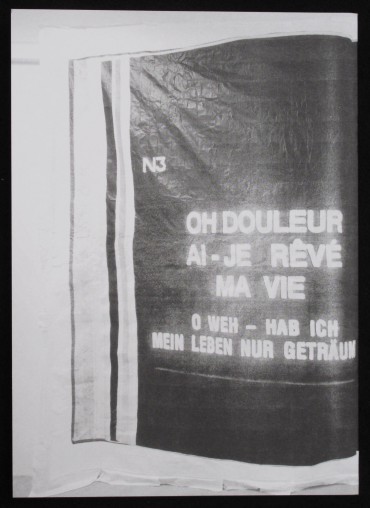 N3
OH DOULEUR
AI-JE RÊVÉ
MA VIE
O WEH - HAB ICH
MEIN LEBEN NUR GETRÄUM